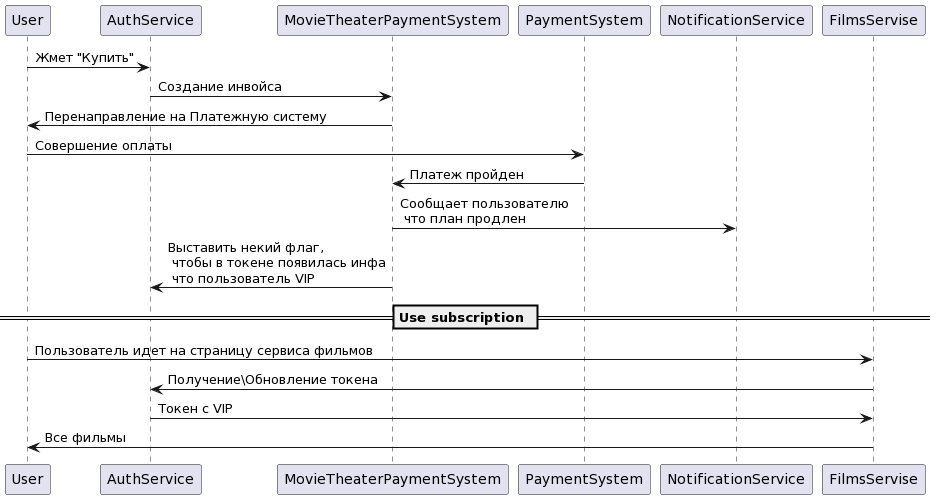 User AuthService MovieTheaterPaymentSystem PaymentSystem NotificationService FilmsServise
Жмет "Купить"
Создание инвойса
Перенаправление на Платежную систему
Совершение оплаты
Платеж пройден
Сообщает пользователю
что план продлен
Выставить некий флаг,
чтобы в токене появилась инфа
что пользователь VIP
Use subscription
Пользователь идет на страницу сервиса фильмов
Получение\Обновление токена
Токен с VIP
Все фильмы
User AuthService MovieTheaterPaymentSystem PaymentSystem NotificationService FilmsServise